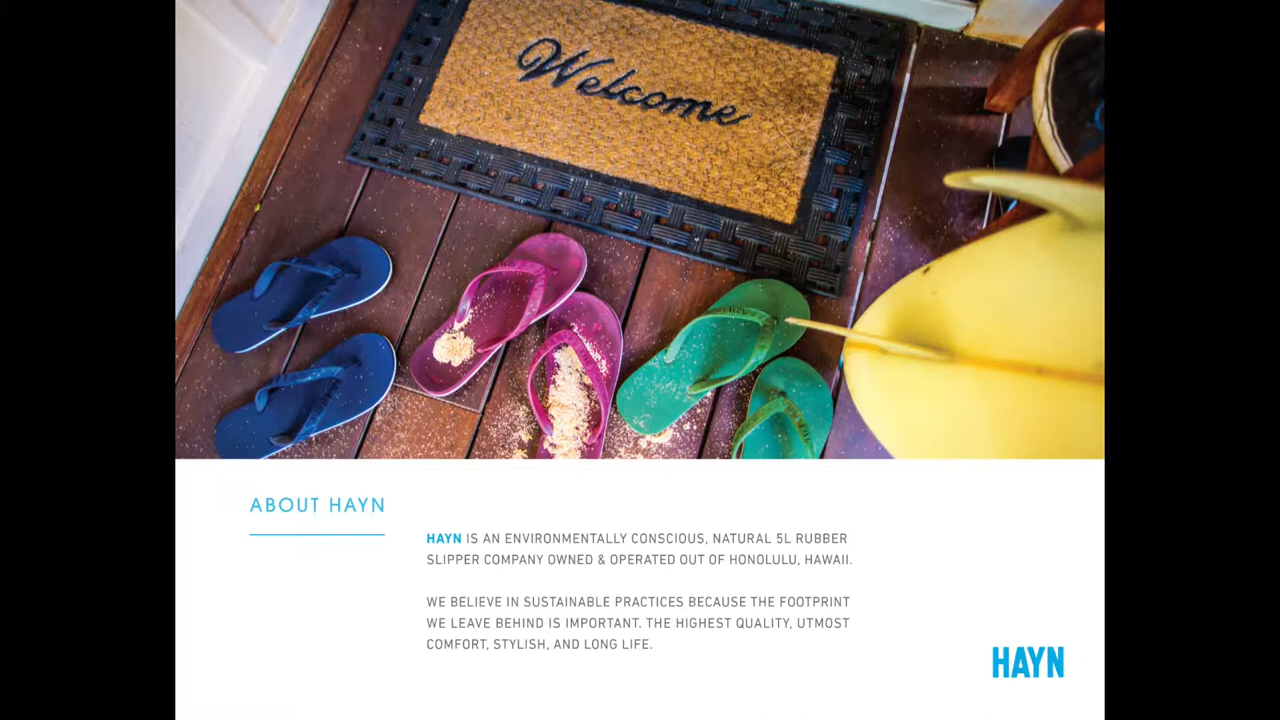 Welcome
ABOUT HAYN
HAYN IS AN ENVIRONMENTALLY CONSCIOUS, NATURAL 5L RUBBER
SLIPPER COMPANY OWNED & OPERATED OUT OF HONOLULU, HAWAII.
WE BELIEVE IN SUSTAINABLE PRACTICES BECAUSE THE FOOTPRINT
WE LEAVE BEHIND IS IMPORTANT. THE HIGHEST QUALITY, UTMOST
COMFORT, STYLISH, AND LONG LIFE.
HAYN